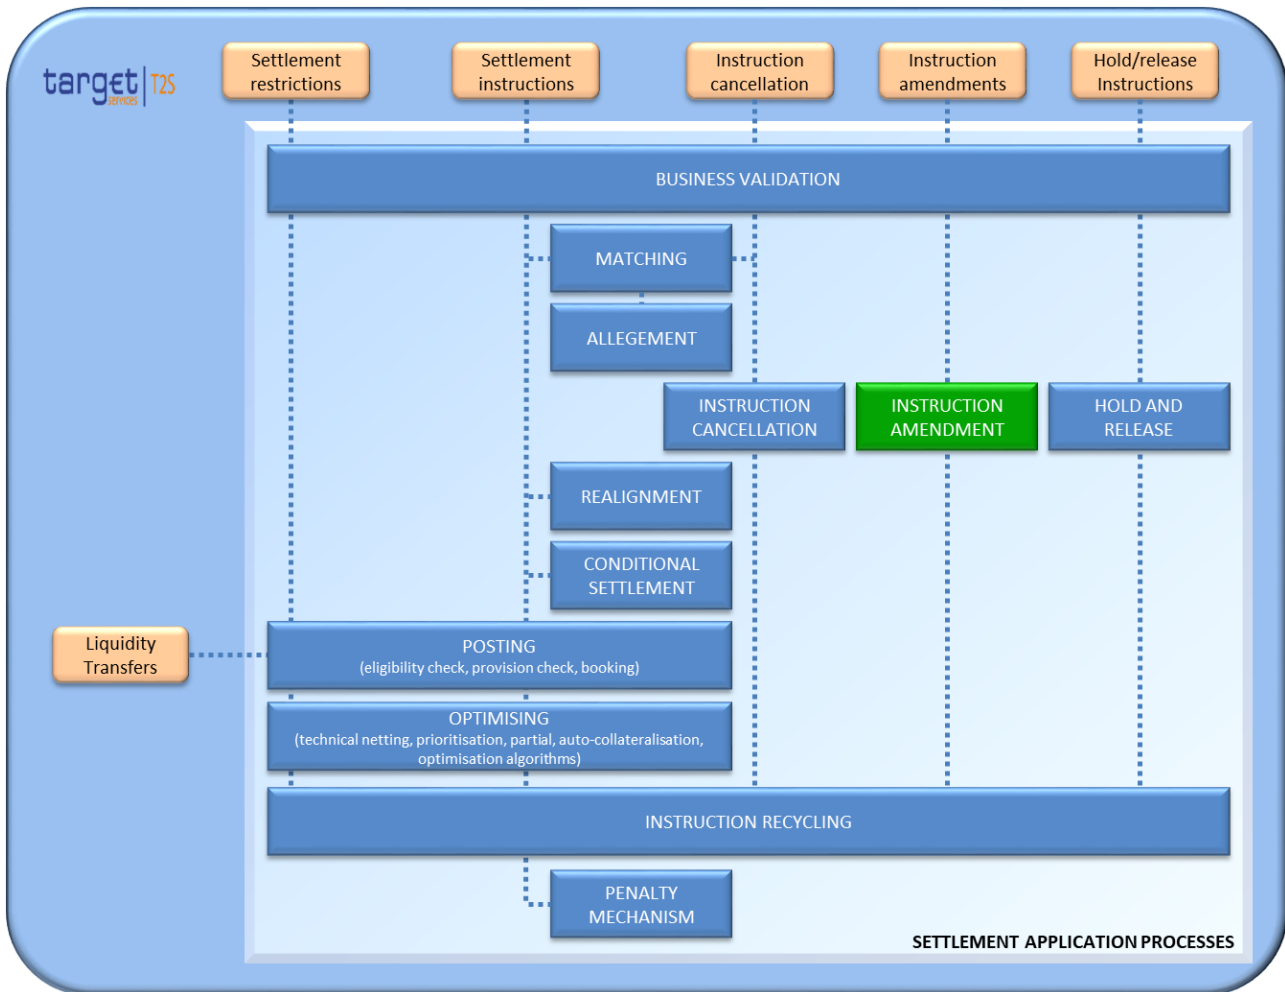 Settlement
restrictions
Settlement
instructions
Instruction
cancellation
Instruction
amendments
Hold/release
Instructions
target | T2S
services
BUSINESS VALIDATION
MATCHING
ALLEGEMENT
INSTRUCTION
CANCELLATION
INSTRUCTION
AMENDMENT
HOLD AND
RELEASE
REALIGNMENT
CONDITIONAL
SETTLEMENT
Liquidity
Transfers
POSTING
(eligibility check, provision check, booking)
OPTIMISING
(technical netting, prioritisation, partial, auto-collateralisation,
optimisation algorithms)
INSTRUCTION RECYCLING
PENALTY
MECHANISM
SETTLEMENT APPLICATION PROCESSES